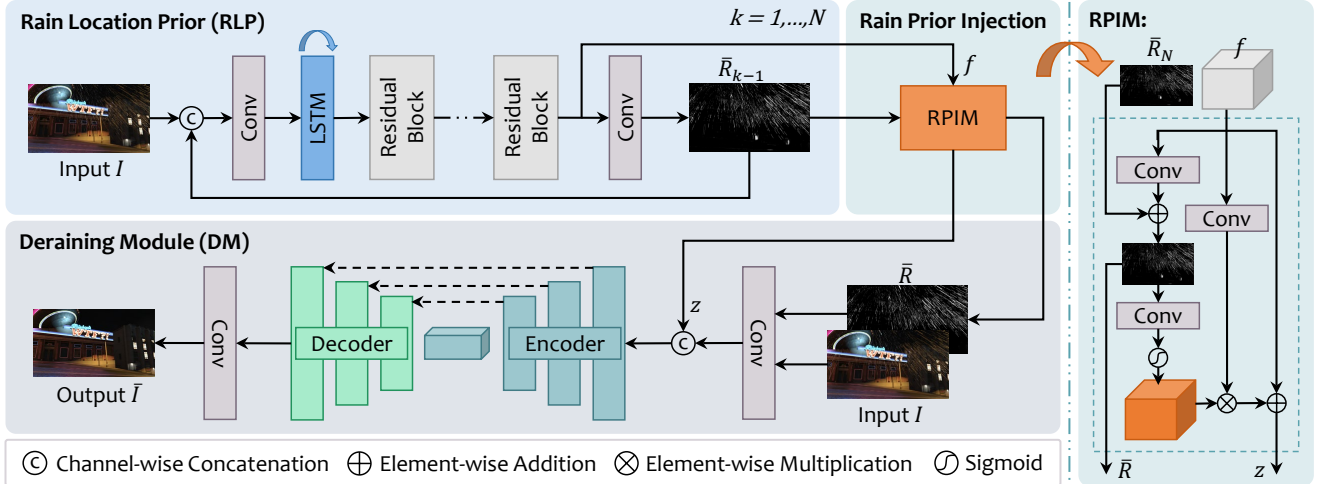 Rain Location Prior (RLP)
k = 1,...,N
Input I
C
Conv
LSTM
Residual Block
...
Residual Block
Conv
R̄ₖ₋₁
Rain Prior Injection
f
RPIM
RPIM:
R̄_N
f
Conv
Conv
Conv
R̄
z
Deraining Module (DM)
Output Ī
Conv
Decoder
Encoder
z
C
Conv
R̄
Input I
C Channel-wise Concatenation
Element-wise Addition
Element-wise Multiplication
Sigmoid